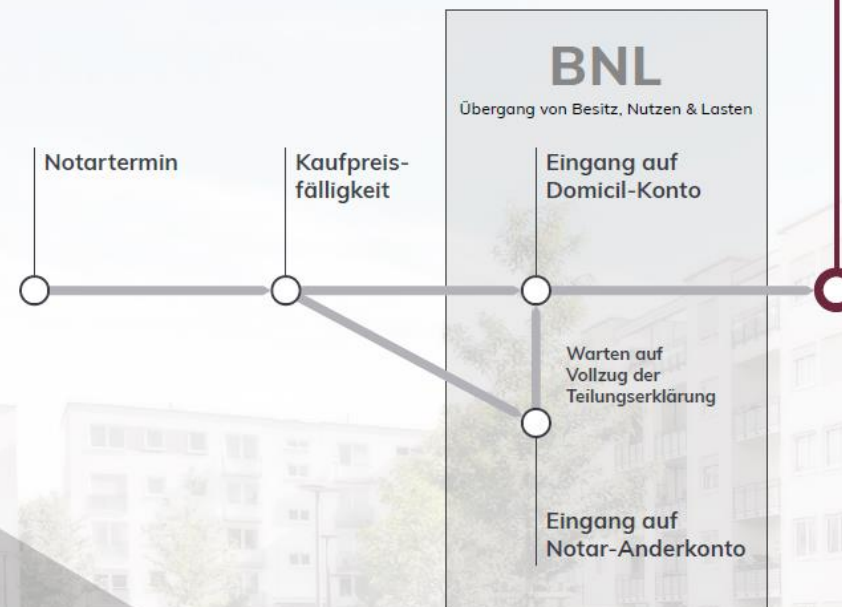 BNL
Übergang von Besitz, Nutzen & Lasten
Notartermin
Kaufpreis-
fälligkeit
Eingang auf
Domicil-Konto
Warten auf
Vollzug der
Teilungserklärung
Eingang auf
Notar-Anderkonto